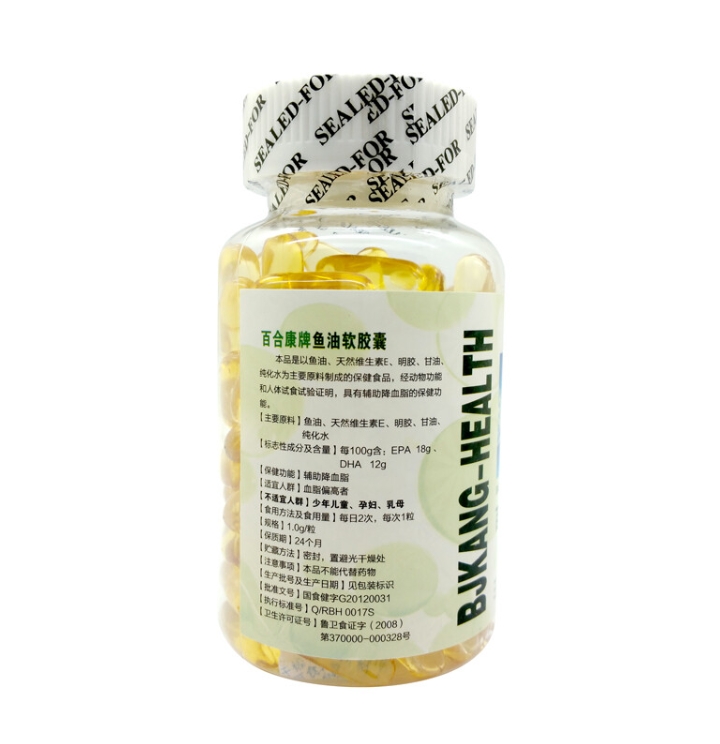 SEALED-FOR
SEALED-FOR
SEALED-FOR
百合康牌鱼油软胶囊
本品是以鱼油、天然维生素E、明胶、甘油、
纯化水为主要原料制成的保健食品，经动物功能
和人体试食试验证明，具有辅助降血脂的保健功
能。
【主要原料】鱼油、天然维生素E、明胶、甘油、
纯化水
【标志性成分及含量】每100g含：EPA 18g、
DHA 12g
【保健功能】辅助降血脂
【适宜人群】血脂偏高者
【不适宜人群】少年儿童、孕妇、乳母
【食用方法及食用量】每日2次，每次1粒
【规格】1.0g/粒
【保质期】24个月
【贮藏方法】密封，置避光干燥处
【注意事项】本品不能代替药物
【生产批号及生产日期】见包装标识
【批准文号】国食健字G20120031
【执行标准号】Q/RBH 0017S
【卫生许可证号】鲁卫食证字（2008）
第370000-000328号
BJKANG-HEALTH